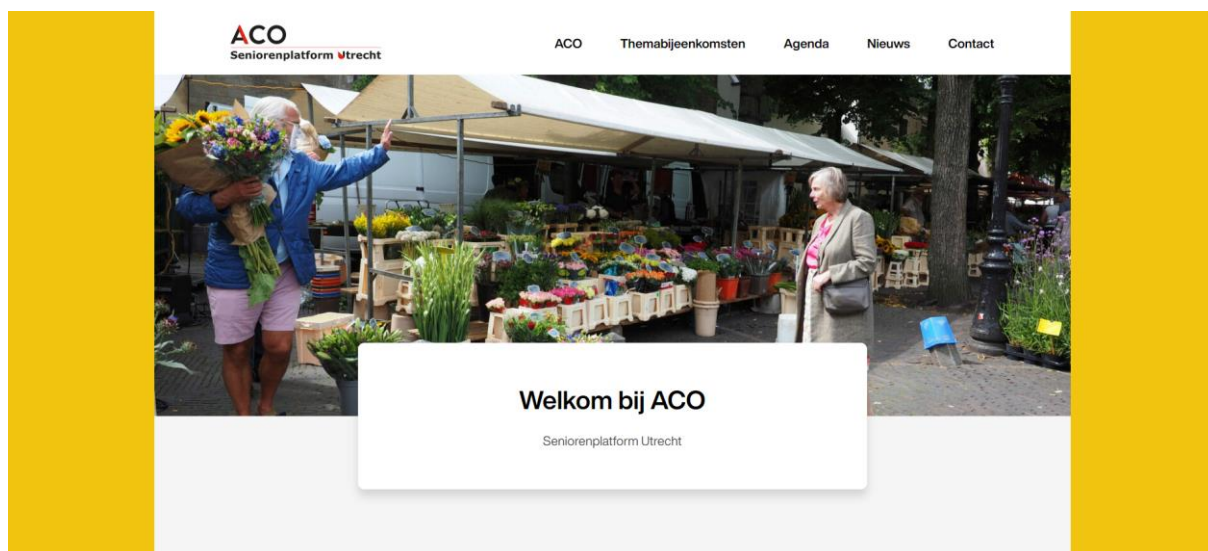 ACO
Seniorenplatform Utrecht
ACO Themabijeenkomsten Agenda Nieuws Contact
Welkom bij ACO
Seniorenplatform Utrecht